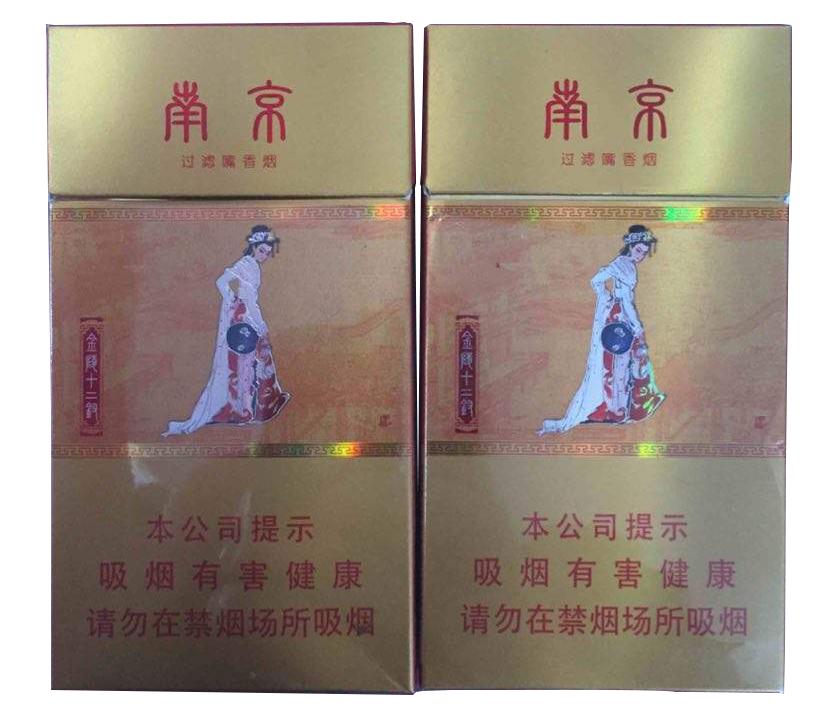 南京
过滤嘴香烟
金陵十二钗
本公司提示
吸烟有害健康
请勿在禁烟场所吸烟
南京
过滤嘴香烟
金陵十二钗
本公司提示
吸烟有害健康
请勿在禁烟场所吸烟